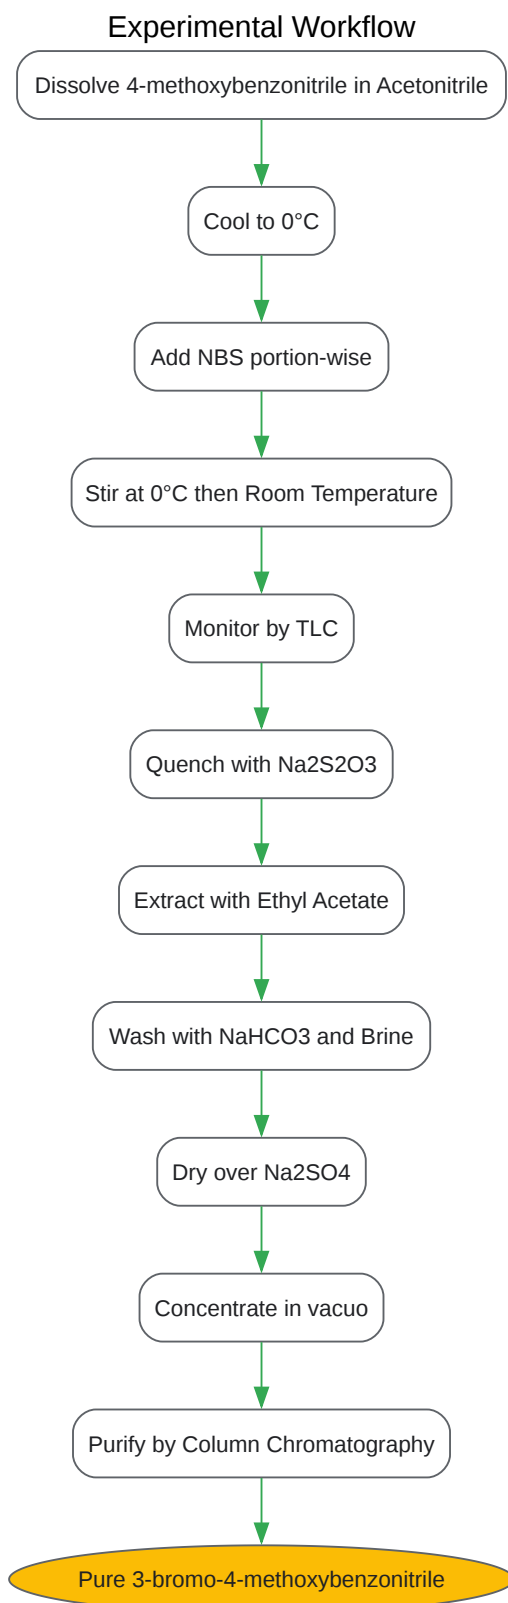 Experimental Workflow
Dissolve 4-methoxybenzonitrile in Acetonitrile
Cool to 0°C
Add NBS portion-wise
Stir at 0°C then Room Temperature
Monitor by TLC
Quench with Na2S2O3
Extract with Ethyl Acetate
Wash with NaHCO3 and Brine
Dry over Na2SO4
Concentrate in vacuo
Purify by Column Chromatography
Pure 3-bromo-4-methoxybenzonitrile